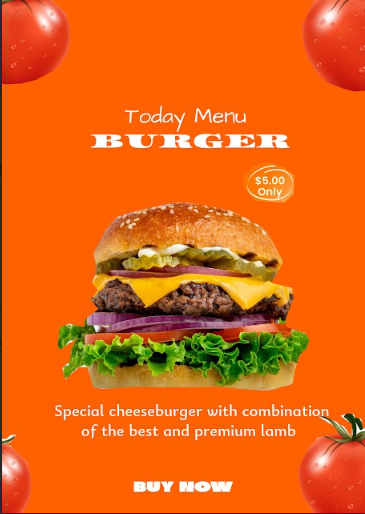 Today Menu
BURGER
$5.00
Only
Special cheeseburger with combination
of the best and premium lamb
BUY NOW